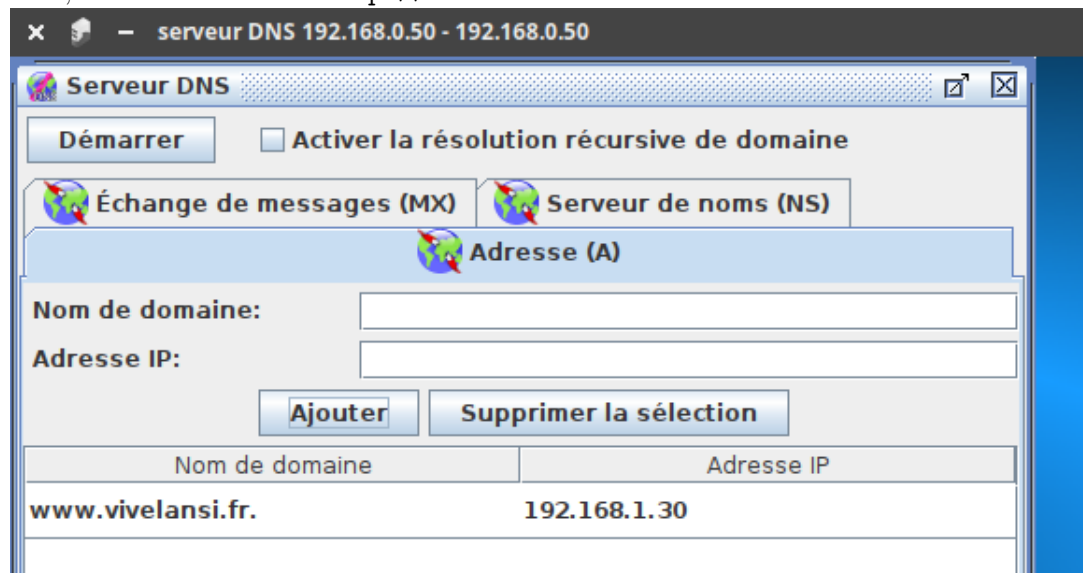 serveur DNS 192.168.0.50 - 192.168.0.50
Serveur DNS
Démarrer Activer la résolution récursive de domaine
Échange de messages (MX) Serveur de noms (NS)
Adresse (A)
Nom de domaine:
Adresse IP:
Ajouter Supprimer la sélection
Nom de domaine Adresse IP
www.vivelansi.fr. 192.168.1.30